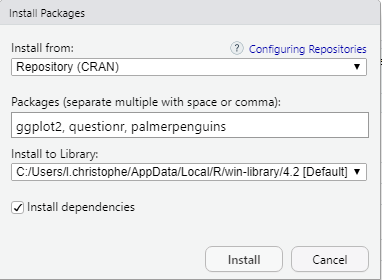 Install Packages
Install from:
? Configuring Repositories
Repository (CRAN)
Packages (separate multiple with space or comma):
ggplot2, questionr, palmerpenguins
Install to Library:
C:/Users/l.christophe/AppData/Local/R/win-library/4.2 [Default]
Install dependencies
Install
Cancel